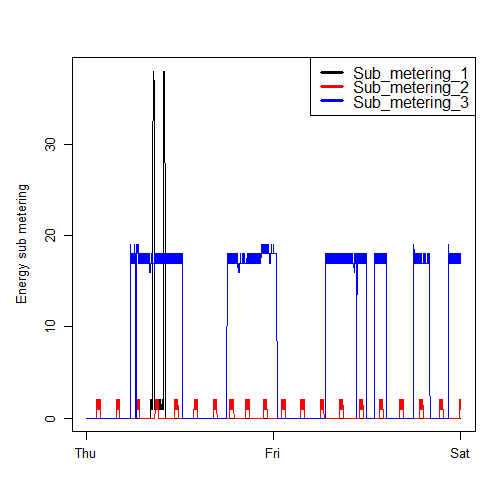 Sub_metering_1
Sub_metering_2
Sub_metering_3
Energy sub metering
30
20
10
0
Thu Fri Sat